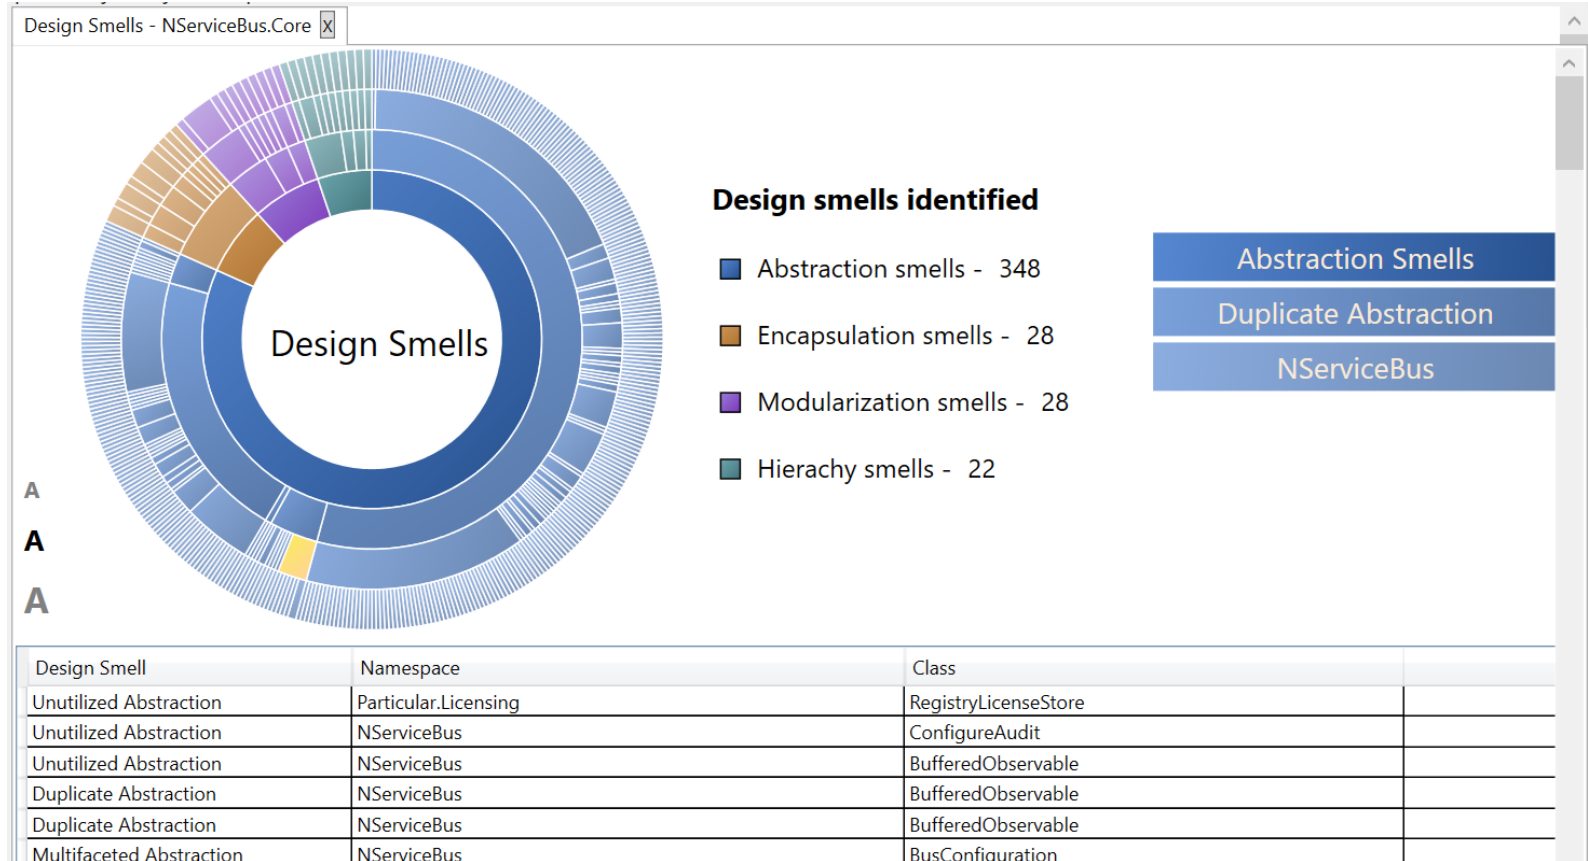 Design Smells - NServiceBus.Core X
Design Smells
Design smells identified
Abstraction smells - 348
Encapsulation smells - 28
Modularization smells - 28
Hierachy smells - 22
Abstraction Smells
Duplicate Abstraction
NServiceBus
A
A
A
Design Smell Namespace Class
Unutilized Abstraction Particular.Licensing RegistryLicenseStore
Unutilized Abstraction NServiceBus ConfigureAudit
Unutilized Abstraction NServiceBus BufferedObservable
Duplicate Abstraction NServiceBus BufferedObservable
Duplicate Abstraction NServiceBus BufferedObservable
Multifaceted Abstraction NServiceBus BusConfiguration